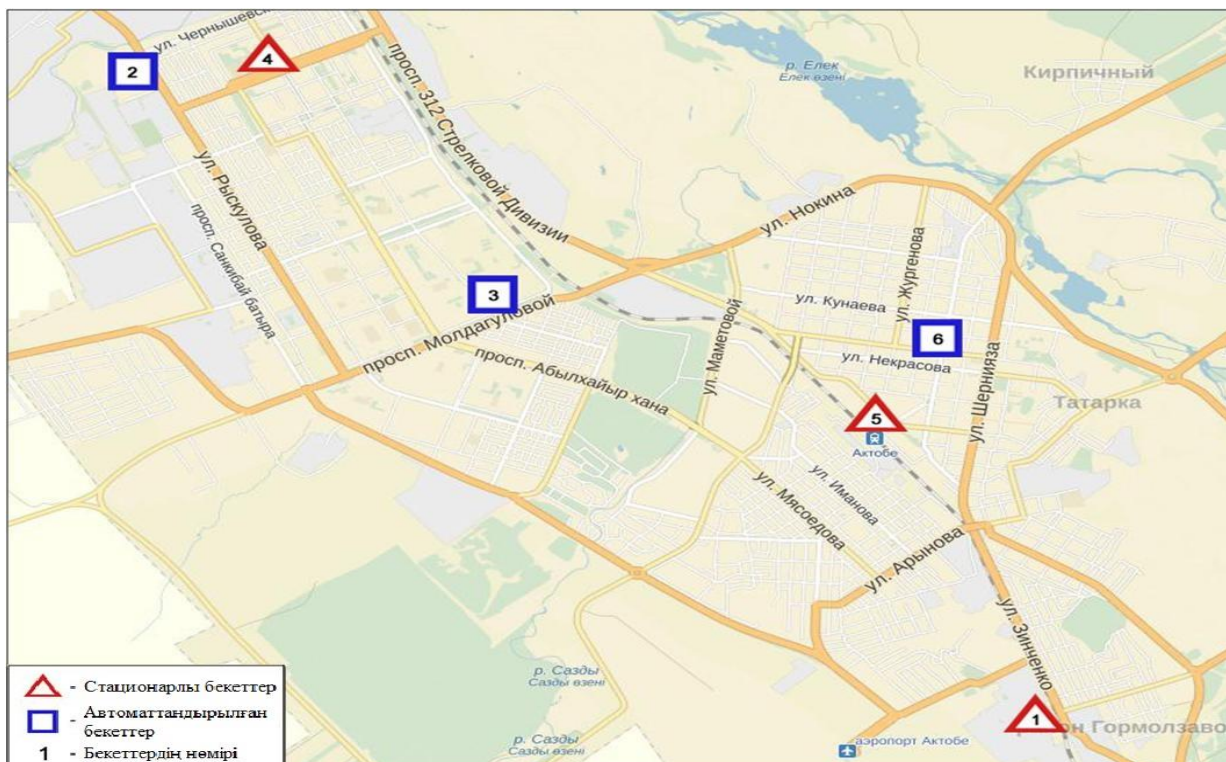 ул. Чернышевск
2
4
просп. 312 Стрелковой Дивизии
р. Елек
Елек өзені
Кирпичный
ул. Рыскулова
просп. Санкибай батыра
ул. Нокина
ул. Жургенова
3
просп. Молдагуловой
ул. Кунаева
6
ул. Некрасова
ул. Маметовой
просп. Абылхайыр хана
ул. Шернияза
Татарка
5
Актобе
ул. Иманова
ул. Мясоедова
ул. Арынова
ул. Зинченко
р. Сазды
Сазды өзені
1
он Гормолзаво
р. Сазды
Сазды өзені
аэропорт Актобе
- Стационарлы бекеттер
- Автоматтандырылған
бекеттер
1 - Бекеттердің нөмірі